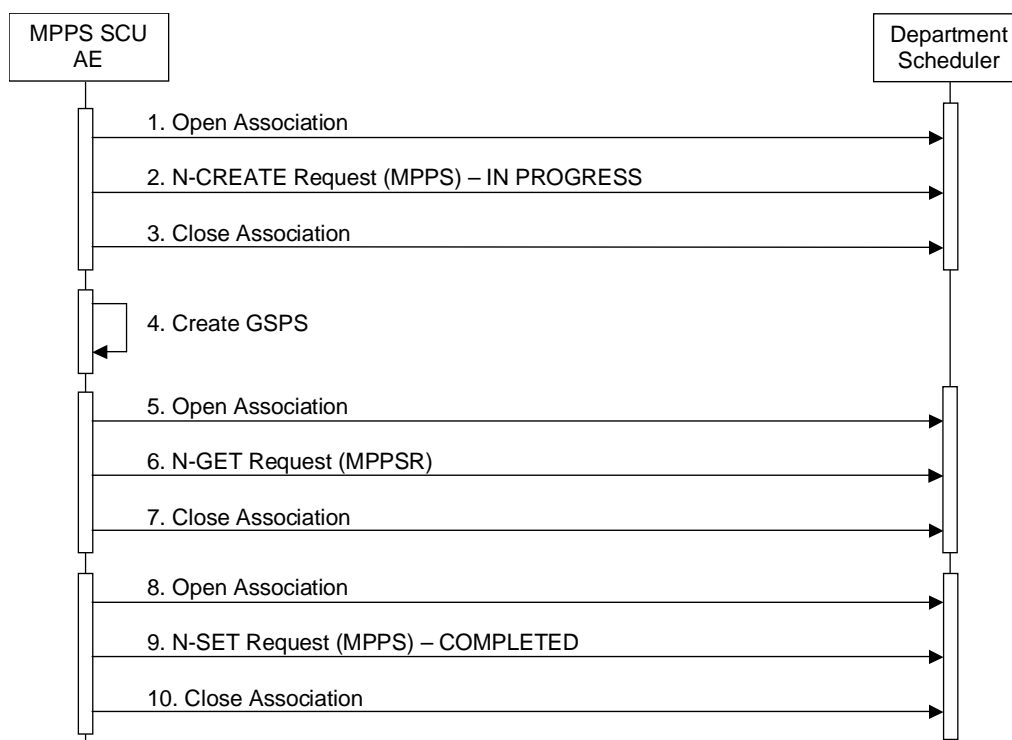 MPPS SCU
AE
Department
Scheduler
1. Open Association
2. N-CREATE Request (MPPS) – IN PROGRESS
3. Close Association
4. Create GSPS
5. Open Association
6. N-GET Request (MPPSR)
7. Close Association
8. Open Association
9. N-SET Request (MPPS) – COMPLETED
10. Close Association